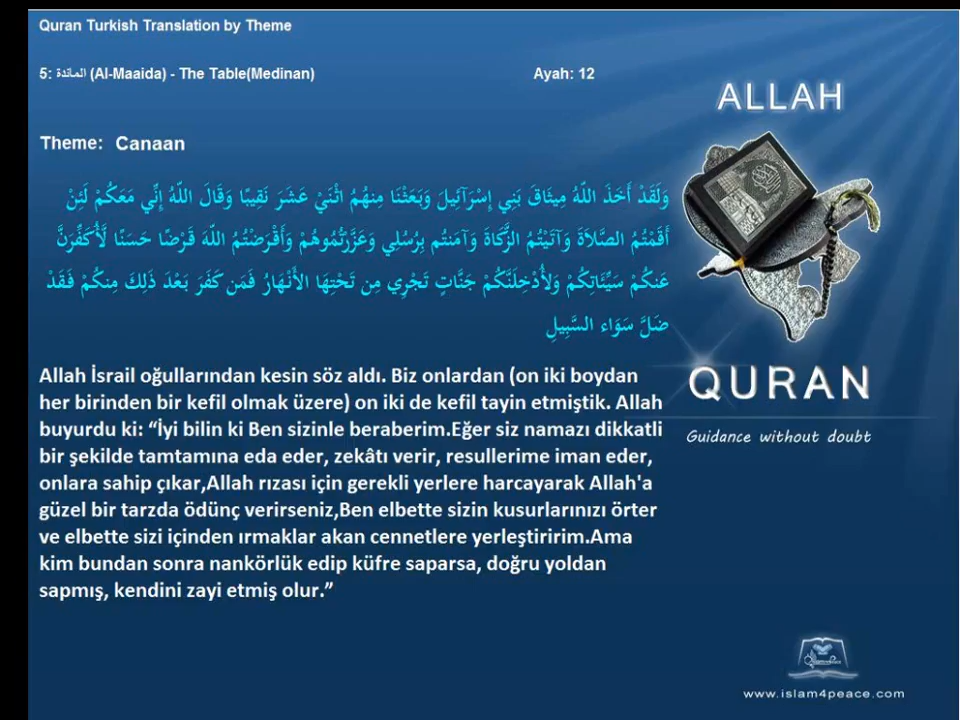 Quran Turkish Translation by Theme
5: المائدة (Al-Maaida) - The Table(Medinan)
Ayah: 12
ALLAH
Theme: Canaan
وَلَقَدْ أَخَذَ اللّهُ مِيثَاقَ بَنِي إِسْرَآئِيلَ وَبَعَثْنَا مِنهُمُ اثْنَيْ عَشَرَ نَقِيبًا وَقَالَ اللّهُ إِنِّي مَعَكُمْ لَئِنْ
أَقَمْتُمُ الصَّلاَةَ وَآتَيْتُمُ الزَّكَاةَ وَآمَنتُم بِرُسُلِي وَعَزَّرْتُمُوهُمْ وَأَقْرَضْتُمُ اللّهَ قَرْضًا حَسَنًا لَّأُكَفِّرَنَّ
عَنكُمْ سَيِّئَاتِكُمْ وَلأُدْخِلَنَّكُمْ جَنَّاتٍ تَجْرِي مِن تَحْتِهَا الأَنْهَارُ فَمَن كَفَرَ بَعْدَ ذَلِكَ مِنكُمْ فَقَدْ
ضَلَّ سَوَاء السَّبِيلِ
Allah İsrail oğullarından kesin söz aldı. Biz onlardan (on iki boydan
her birinden bir kefil olmak üzere) on iki de kefil tayin etmiştik. Allah
buyurdu ki: “İyi bilin ki Ben sizinle beraberim.Eğer siz namazı dikkatli
bir şekilde tamtamına eda eder, zekâtı verir, resullerime iman eder,
onlara sahip çıkar,Allah rızası için gerekli yerlere harcayarak Allah'a
güzel bir tarzda ödünç verirseniz,Ben elbette sizin kusurlarınızı örter
ve elbette sizi içinden ırmaklar akan cennetlere yerleştiririm.Ama
kim bundan sonra nankörlük edip küfre saparsa, doğru yoldan
sapmış, kendini zayi etmiş olur.”
QURAN
Guidance without doubt
www.islam4peace.com